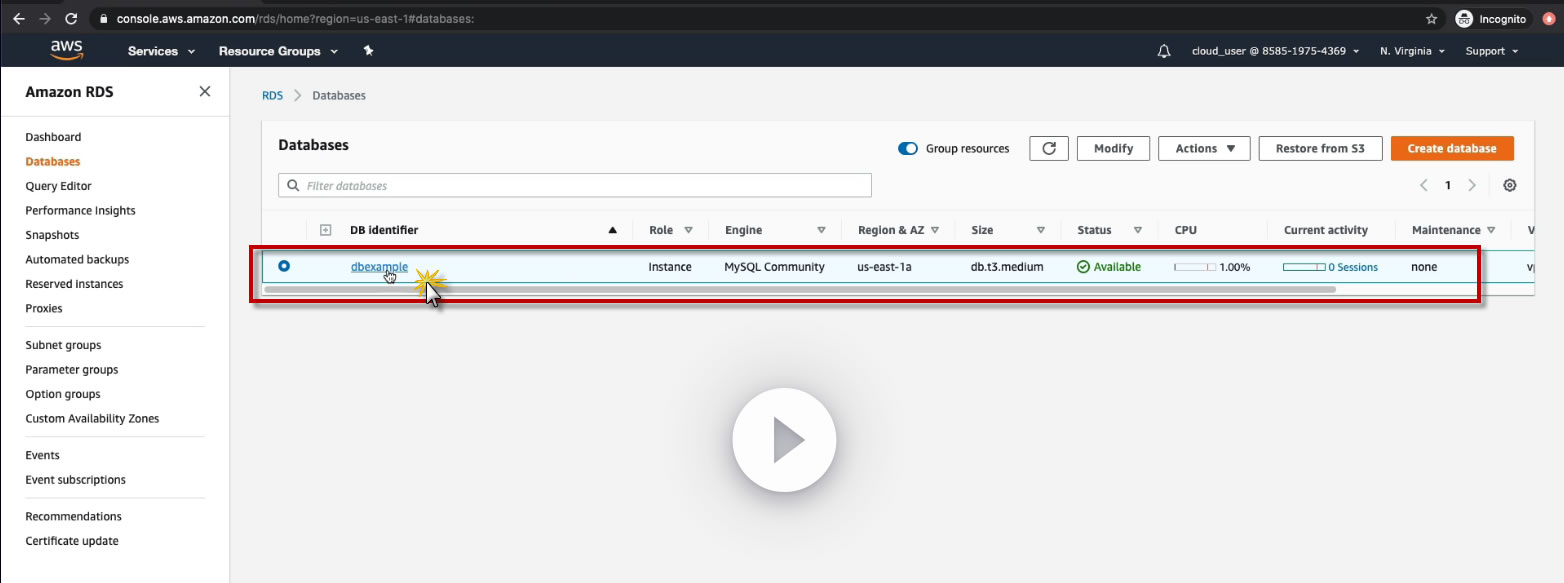 console.aws.amazon.com/rds/home?region=us-east-1#databases:
Incognito
aws
Services
Resource Groups
cloud_user @ 8585-1975-4369
N. Virginia
Support
Amazon RDS
Dashboard
Databases
Query Editor
Performance Insights
Snapshots
Automated backups
Reserved instances
Proxies
Subnet groups
Parameter groups
Option groups
Custom Availability Zones
Events
Event subscriptions
Recommendations
Certificate update
RDS > Databases
Databases
Group resources
Modify
Actions
Restore from S3
Create database
Filter databases
1
DB identifier Role Engine Region & AZ Size Status CPU Current activity Maintenance V
dbexample Instance MySQL Community us-east-1a db.t3.medium Available 1.00% 0 Sessions none